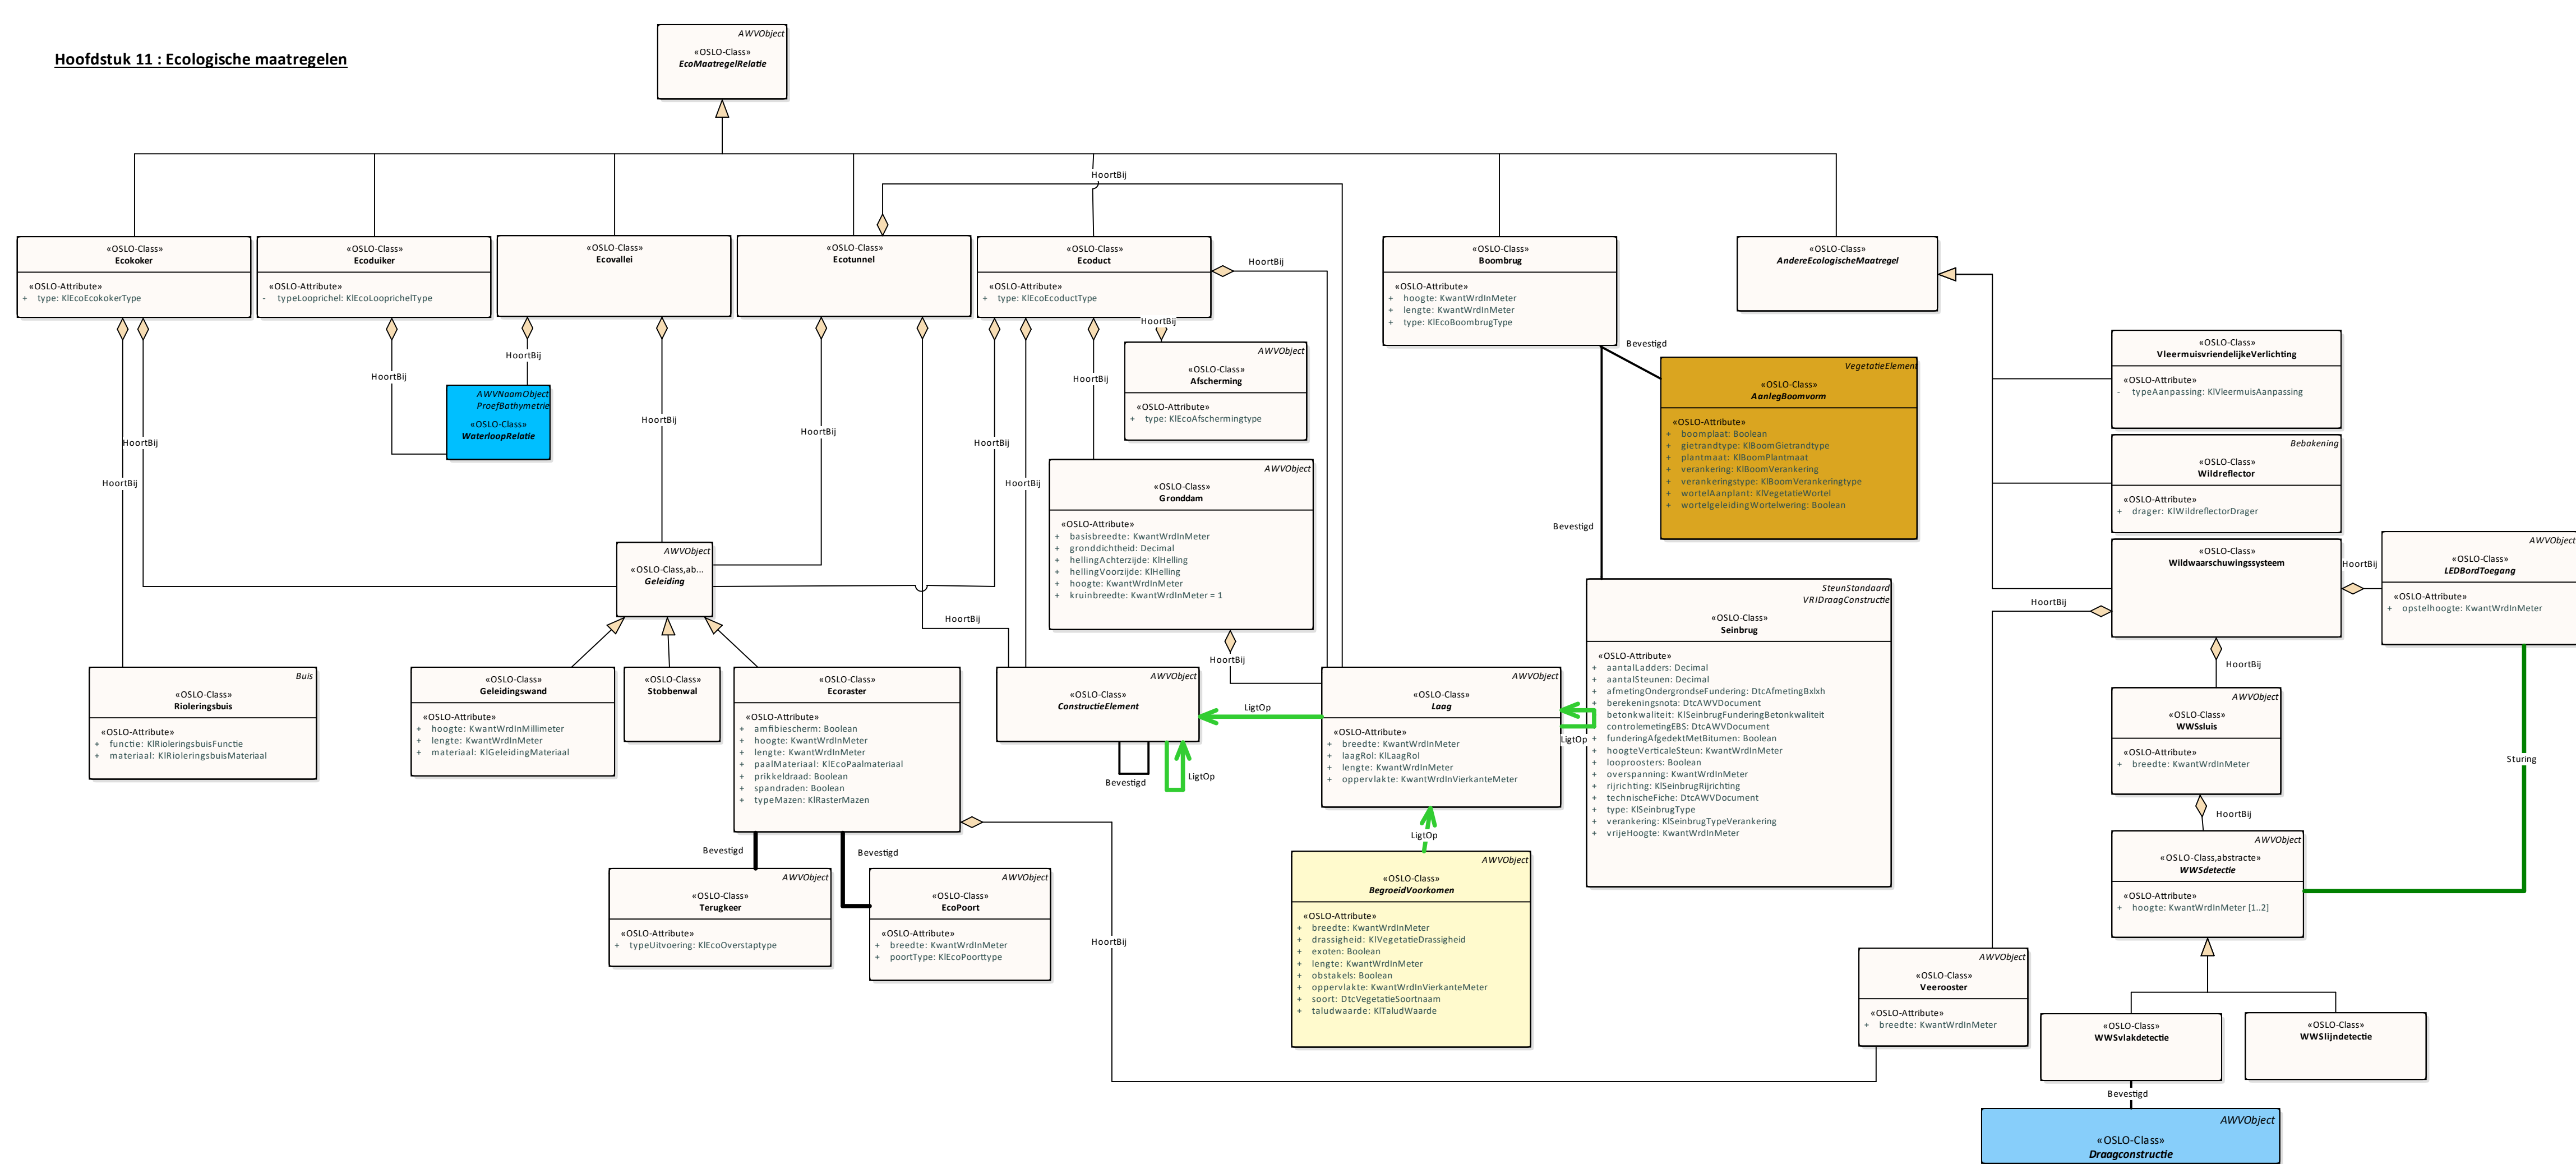 Hoofdstuk 11 : Ecologische maatregelen
AWVObject
«OSLO-Class»
EcoMaatregelRelatie
HoortBij
«OSLO-Class»
Ecokoker
«OSLO-Attribute»
+ type: KlEcoEcokokerType
«OSLO-Class»
Ecoduiker
«OSLO-Attribute»
- typeLooprichel: KlEcoLooprichelType
«OSLO-Class»
Ecovallei
«OSLO-Class»
Ecotunnel
«OSLO-Class»
Ecoduct
«OSLO-Attribute»
+ type: KlEcoEcoductType
HoortBij
«OSLO-Class»
Boombrug
«OSLO-Attribute»
+ hoogte: KwantWrdInMeter
+ lengte: KwantWrdInMeter
+ type: KlEcoBoombrugType
«OSLO-Class»
AndereEcologischeMaatregel
HoortBij
HoortBij
HoortBij
HoortBij
HoortBij
Bevestigd
AWVObject
«OSLO-Class»
Afscherming
«OSLO-Attribute»
+ type: KlEcoAfschermingtype
AWVNaamObject
ProefBathymetrie
«OSLO-Class»
WaterloopRelatie
VegetatieElement
«OSLO-Class»
AanlegBoomvorm
«OSLO-Attribute»
+ boomplaat: Boolean
+ gietrandtype: KlBoomGietrandtype
+ plantmaat: KlBoomPlantmaat
+ verankering: KlBoomVerankering
+ verankeringstype: KlBoomVerankeringtype
+ wortelAanplant: KlVegetatieWortel
+ wortelgeleidingWortelwering: Boolean
«OSLO-Class»
VleermuisvriendelijkeVerlichting
«OSLO-Attribute»
- typeAanpassing: KlVleermuisAanpassing
Bebakening
«OSLO-Class»
Wildreflector
«OSLO-Attribute»
+ drager: KlWildreflectorDrager
HoortBij
HoortBij
HoortBij
HoortBij
HoortBij
HoortBij
AWVObject
«OSLO-Class»
Gronddam
«OSLO-Attribute»
+ basisbreedte: KwantWrdInMeter
+ gronddichtheid: Decimal
+ hellingAchterzijde: KlHelling
+ hellingVoorzijde: KlHelling
+ hoogte: KwantWrdInMeter
+ kruinbreedte: KwantWrdInMeter = 1
Bevestigd
AWVObject
«OSLO-Class,ab...
Geleiding
«OSLO-Class»
Wildwaarschuwingssysteem
HoortBij
AWVObject
«OSLO-Class»
LEDBordToegang
«OSLO-Attribute»
+ opstelhoogte: KwantWrdInMeter
HoortBij
HoortBij
HoortBij
HoortBij
SteunStandaard
VRIDraagConstructie
«OSLO-Class»
Seinbrug
«OSLO-Attribute»
+ aantalLadders: Decimal
+ aantalSteunen: Decimal
+ afmetingOndergrondseFundering: DtcAfmetingBxlxh
+ berekeningsnota: DtcAWVDocument
+ betonkwaliteit: KlSeinbrugFunderingBetonkwaliteit
+ controlemetingEBS: DtcAWVDocument
+ funderingAfgedektMetBitumen: Boolean
+ hoogteVerticaleSteun: KwantWrdInMeter
+ looproosters: Boolean
+ overspanning: KwantWrdInMeter
+ rijrichting: KlSeinbrugRijrichting
+ technischeFiche: DtcAWVDocument
+ type: KlSeinbrugType
+ verankering: KlSeinbrugTypeVerankering
+ vrijeHoogte: KwantWrdInMeter
Buis
«OSLO-Class»
Rioleringsbuis
«OSLO-Attribute»
+ functie: KlRioleringsbuisFunctie
+ materiaal: KlRioleringsbuisMateriaal
«OSLO-Class»
Geleidingswand
«OSLO-Attribute»
+ hoogte: KwantWrdInMillimeter
+ lengte: KwantWrdInMeter
+ materiaal: KlGeleidingMateriaal
«OSLO-Class»
Stobbenwal
«OSLO-Class»
Ecoraster
«OSLO-Attribute»
+ amfibiescherm: Boolean
+ hoogte: KwantWrdInMeter
+ lengte: KwantWrdInMeter
+ paalMateriaal: KlEcoPaalmateriaal
+ prikkeldraad: Boolean
+ spandraden: Boolean
+ typeMazen: KlRasterMazen
AWVObject
«OSLO-Class»
ConstructieElement
LigtOp
AWVObject
«OSLO-Class»
Laag
«OSLO-Attribute»
+ breedte: KwantWrdInMeter
+ laagRol: KlLaagRol
+ lengte: KwantWrdInMeter
+ oppervlakte: KwantWrdInVierkanteMeter
LigtOp
Bevestigd
LigtOp
LigtOp
AWVObject
«OSLO-Class»
WWSsluis
«OSLO-Attribute»
+ breedte: KwantWrdInMeter
Sturing
HoortBij
AWVObject
«OSLO-Class,abstracte»
WWSdetectie
«OSLO-Attribute»
+ hoogte: KwantWrdInMeter [1..2]
Bevestigd
Bevestigd
AWVObject
«OSLO-Class»
Terugkeer
«OSLO-Attribute»
+ typeUitvoering: KlEcoOverstaptype
AWVObject
«OSLO-Class»
EcoPoort
«OSLO-Attribute»
+ breedte: KwantWrdInMeter
+ poortType: KlEcoPoorttype
HoortBij
AWVObject
«OSLO-Class»
BegroeidVoorkomen
«OSLO-Attribute»
+ breedte: KwantWrdInMeter
+ drassigheid: KlVegetatieDrassigheid
+ exoten: Boolean
+ lengte: KwantWrdInMeter
+ obstakels: Boolean
+ oppervlakte: KwantWrdInVierkanteMeter
+ soort: DtcVegetatieSoortnaam
+ taludwaarde: KlTaludWaarde
AWVObject
«OSLO-Class»
Veerooster
«OSLO-Attribute»
+ breedte: KwantWrdInMeter
«OSLO-Class»
WWSvlakdetectie
«OSLO-Class»
WWSlijndetectie
Bevestigd
AWVObject
«OSLO-Class»
Draagconstructie